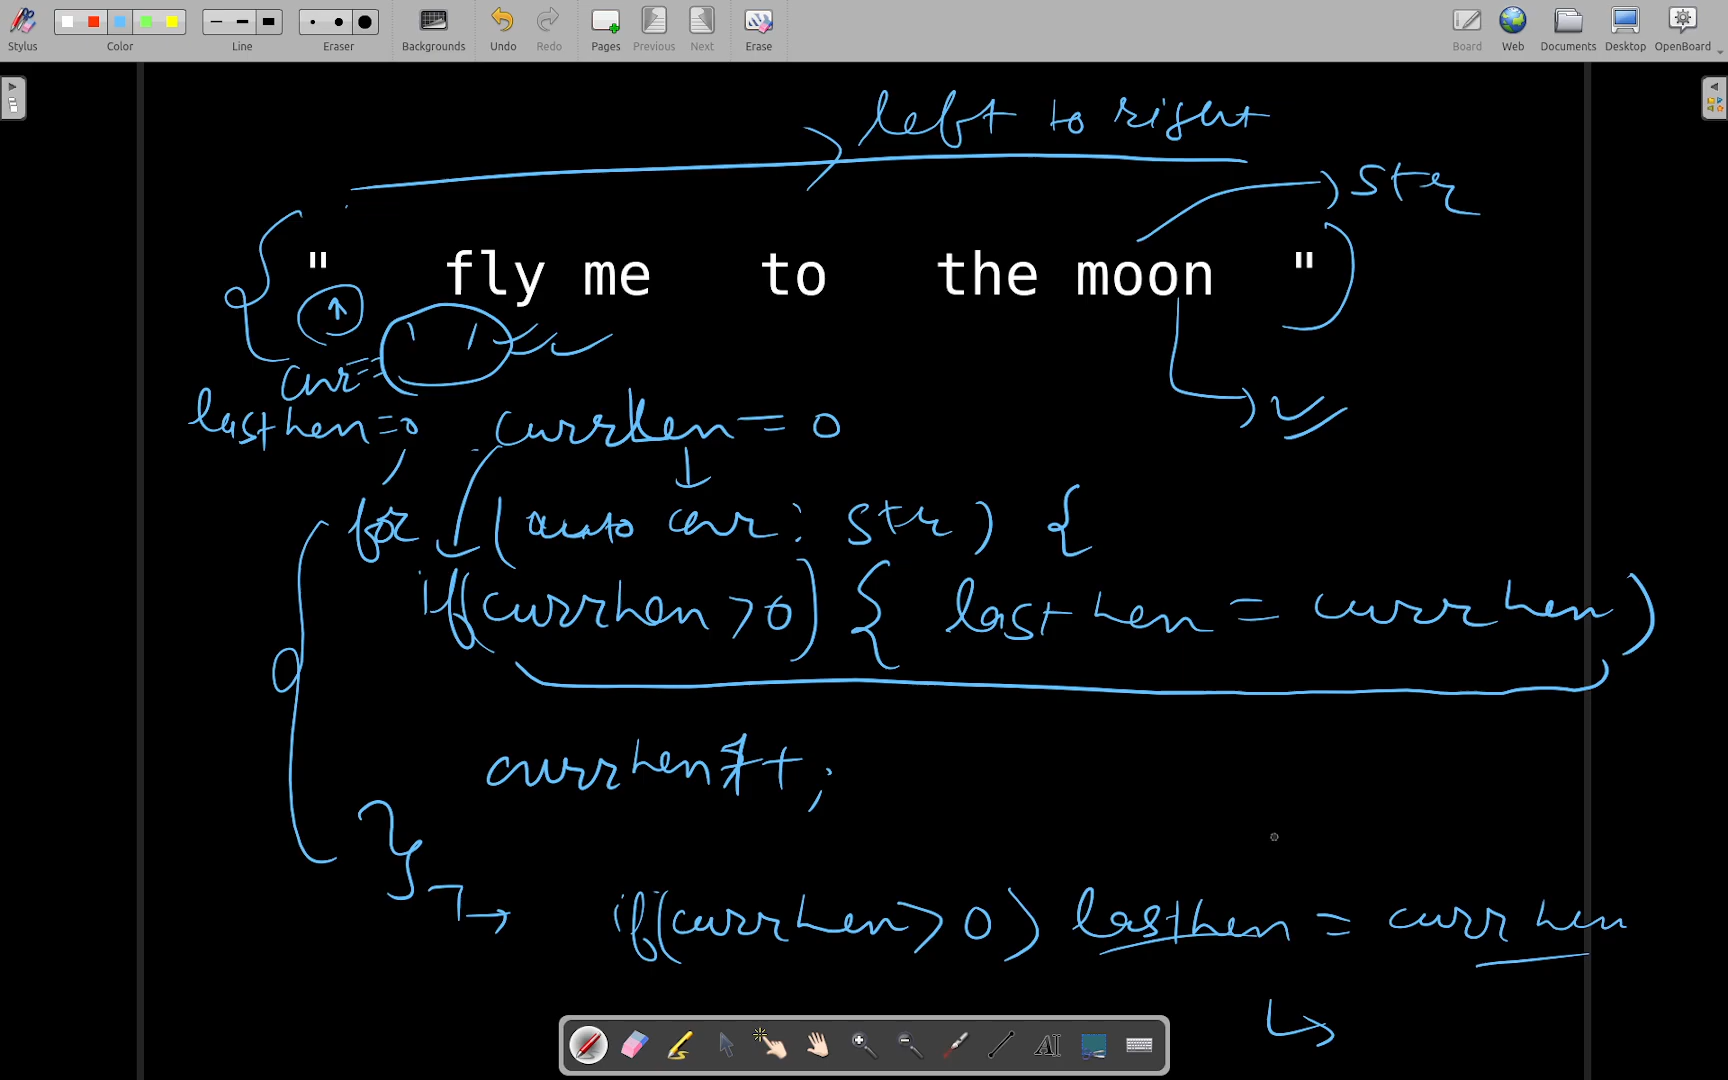 Stylus Color Line Eraser Backgrounds Undo Redo Pages Previous Next Erase Board Web Documents Desktop OpenBoard
left to right
str
"   fly me   to   the moon  "
curr == ' '
lastLen = 0 ; currLen = 0
for (auto curr : str) {
if(currLen > 0) { lastLen = currLen }
currLen++;
}
if(currLen > 0) lastLen = currLen
AI